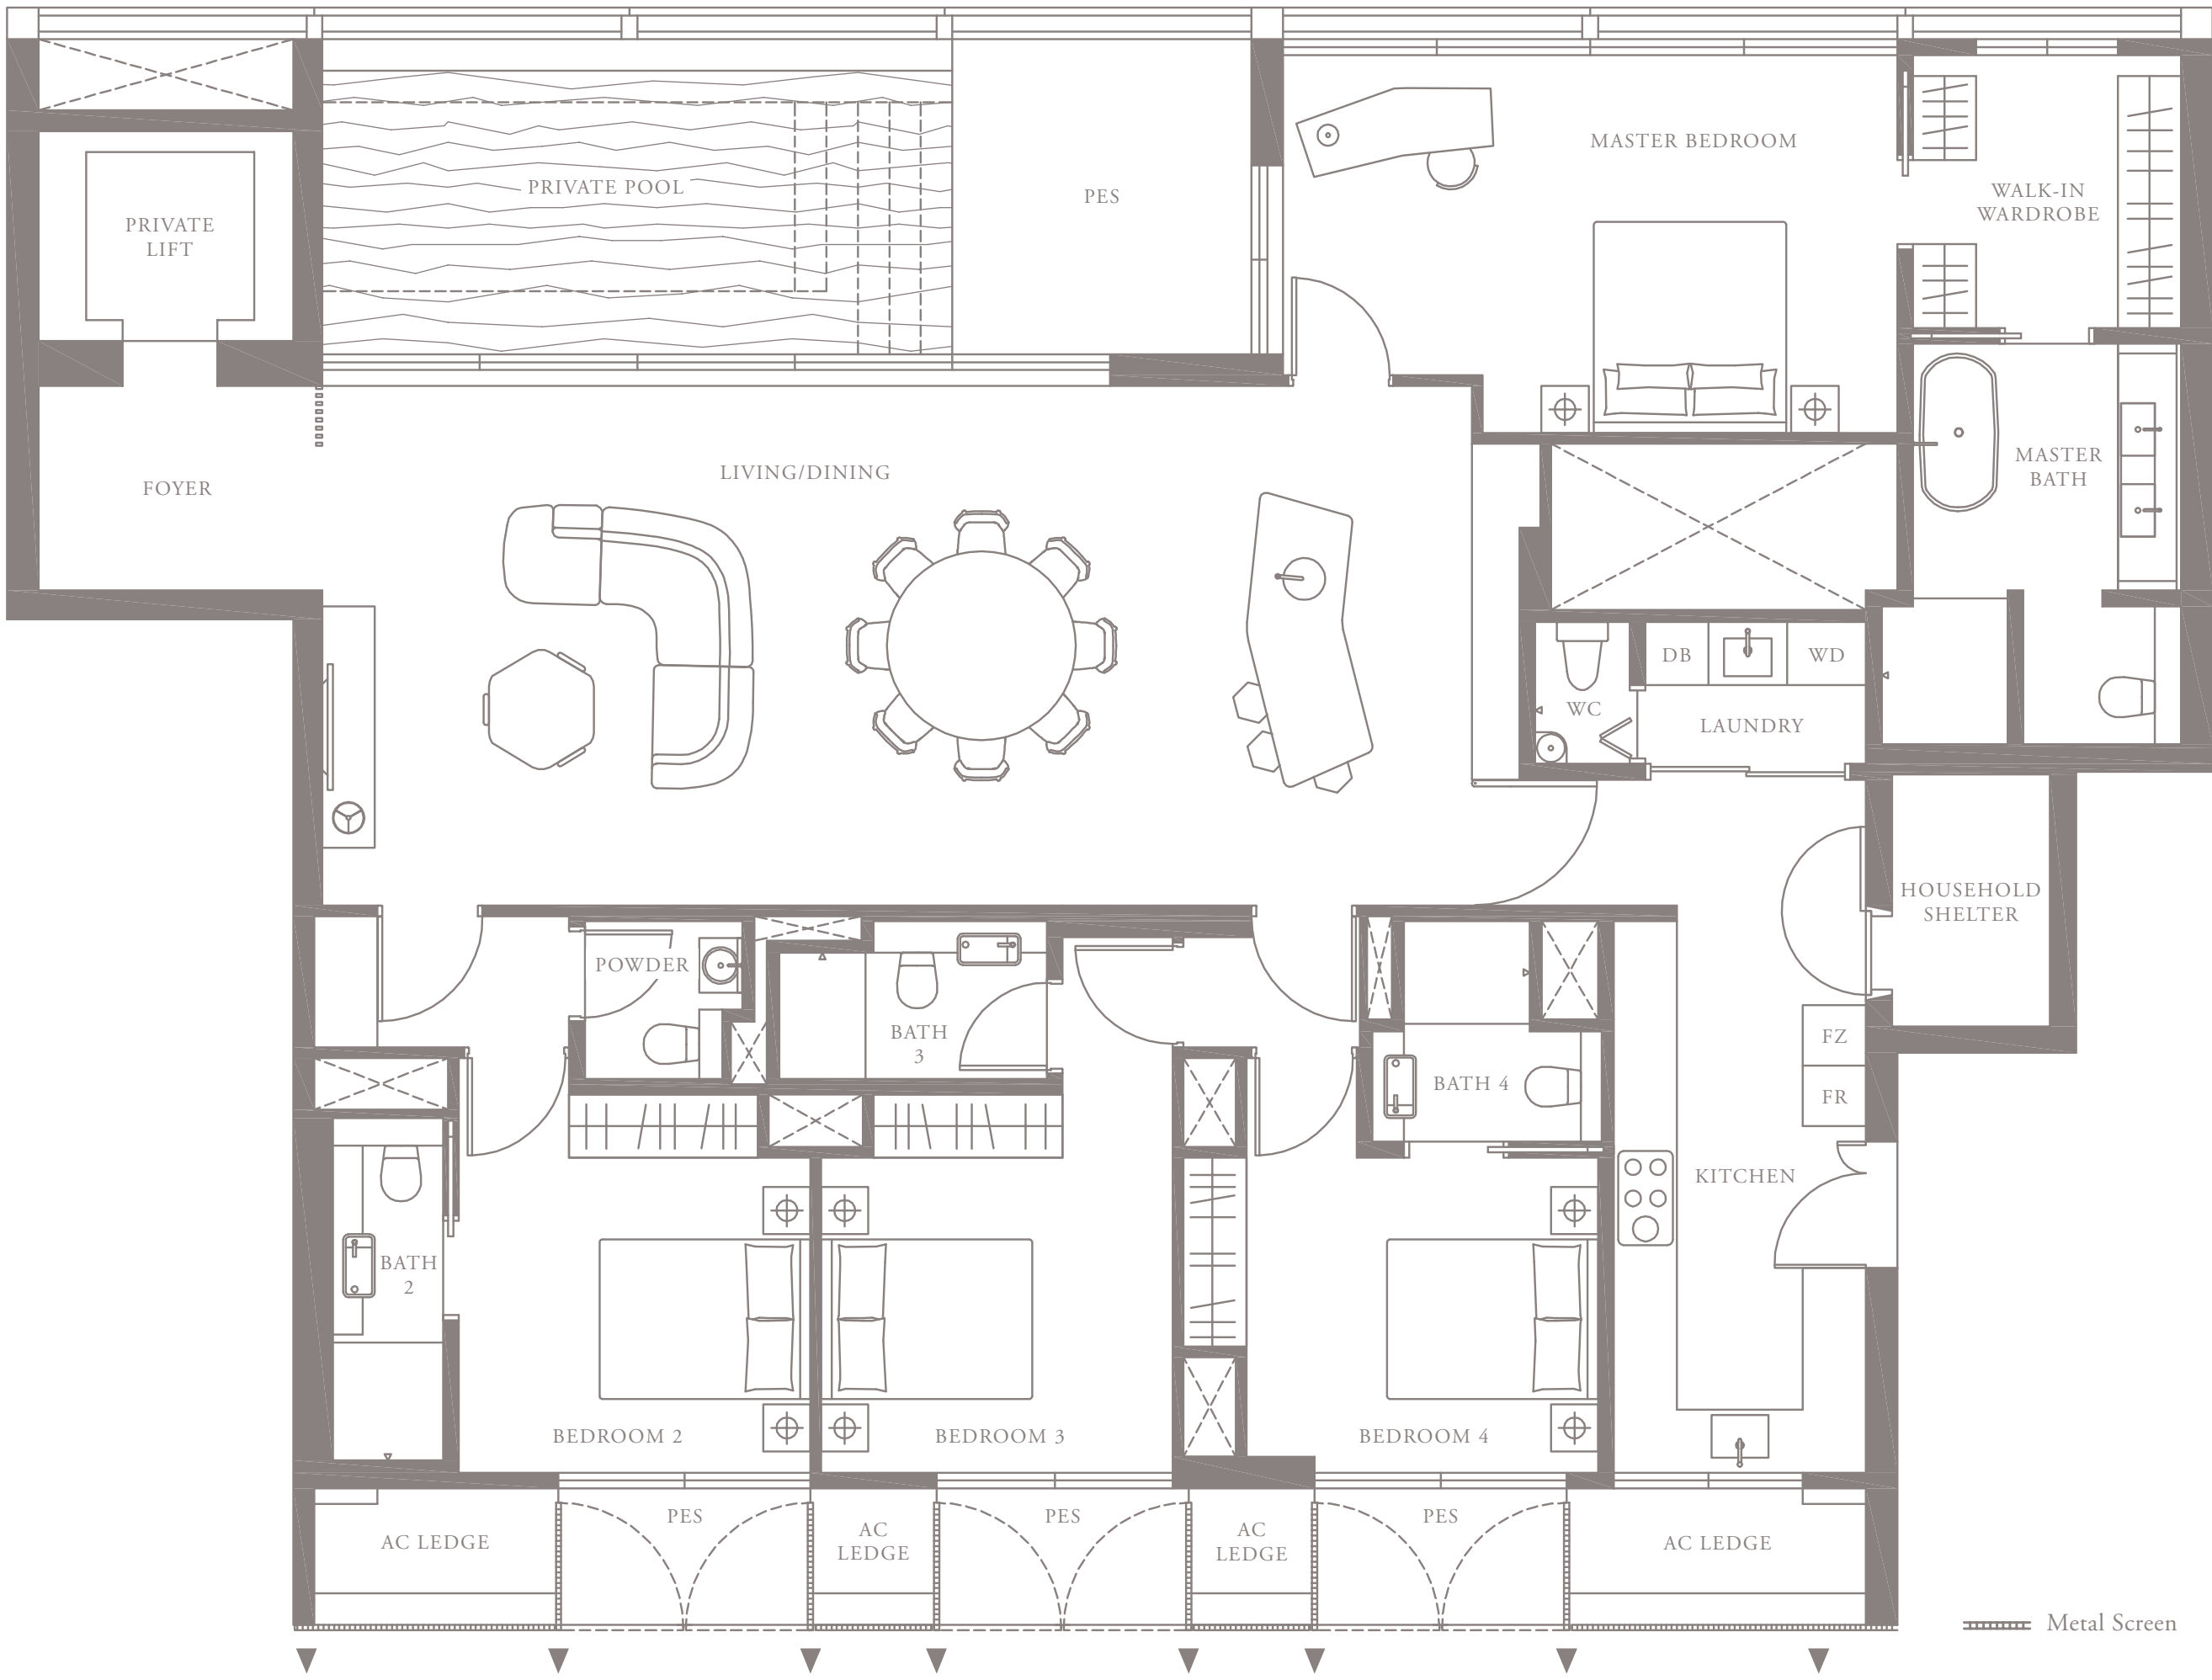 MASTER BEDROOM
PRIVATE POOL
PES
WALK-IN
WARDROBE
PRIVATE
LIFT
LIVING/DINING
FOYER
MASTER
BATH
DB
WD
WC
LAUNDRY
HOUSEHOLD
SHELTER
POWDER
BATH
3
FZ
BATH 4
FR
KITCHEN
BATH
2
BEDROOM 2
BEDROOM 3
BEDROOM 4
PES
PES
PES
AC LEDGE
AC
LEDGE
AC
LEDGE
AC LEDGE
Metal Screen